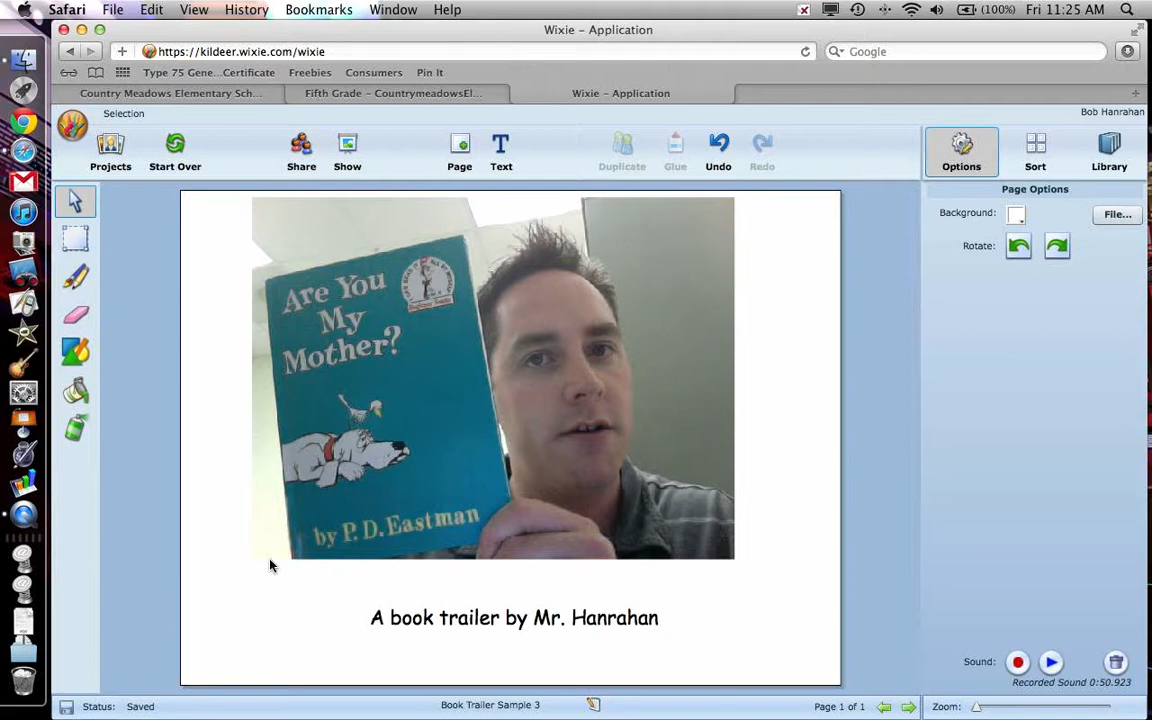 Safari File Edit View History Bookmarks Window Help (100%) Fri 11:25 AM
Wixie – Application
https://kildeer.wixie.com/wixie Google
Type 75 Gene...Certificate Freebies Consumers Pin It
Country Meadows Elementary Sch... Fifth Grade – CountrymeadowsEl... Wixie – Application
Selection Bob Hanrahan
Projects Start Over Share Show Page Text Duplicate Glue Undo Redo Options Sort Library
Page Options
Background: File...
Rotate:
Are You
My
Mother?
by P.D. Eastman
A book trailer by Mr. Hanrahan
Sound:
Recorded Sound 0:50.923
Status: Saved Book Trailer Sample 3 Page 1 of 1 Zoom: